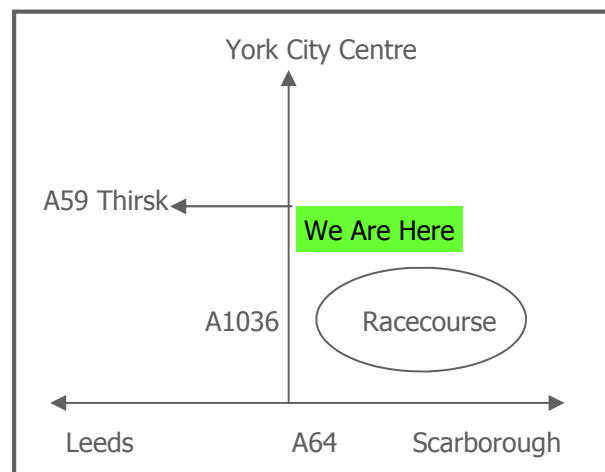 York City Centre
A59 Thirsk
We Are Here
A1036
Racecourse
Leeds A64 Scarborough